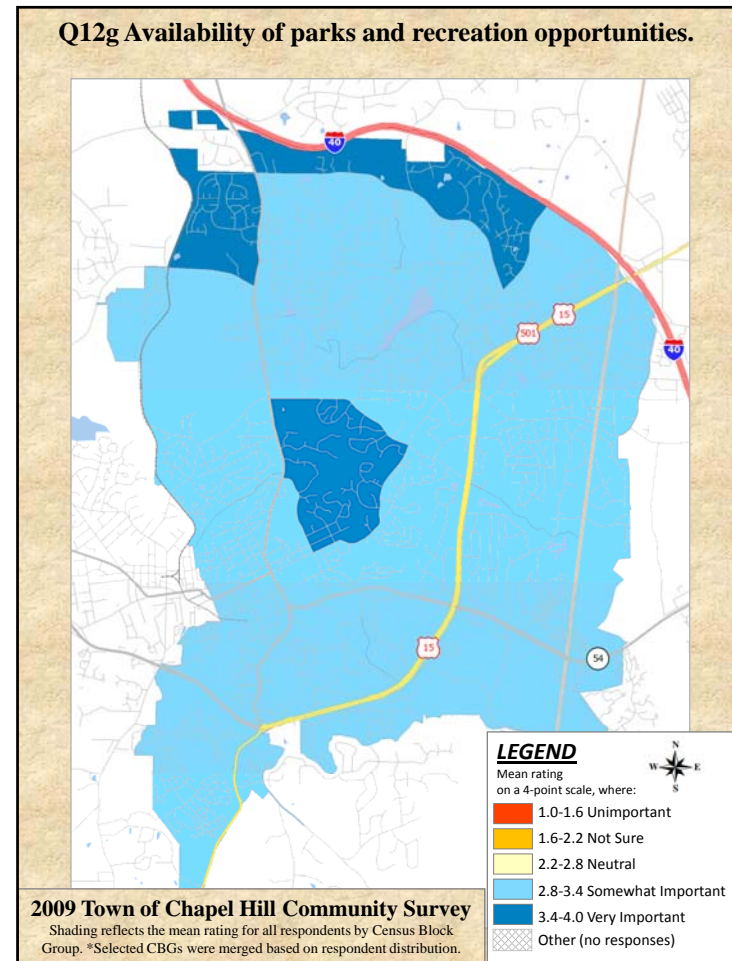 Q12g Availability of parks and recreation opportunities.
40
15
501
40
15
54
LEGEND
Mean rating
on a 4-point scale, where:
N
W E
S
1.0-1.6 Unimportant
1.6-2.2 Not Sure
2.2-2.8 Neutral
2.8-3.4 Somewhat Important
3.4-4.0 Very Important
Other (no responses)
2009 Town of Chapel Hill Community Survey
Shading reflects the mean rating for all respondents by Census Block
Group. *Selected CBGs were merged based on respondent distribution.